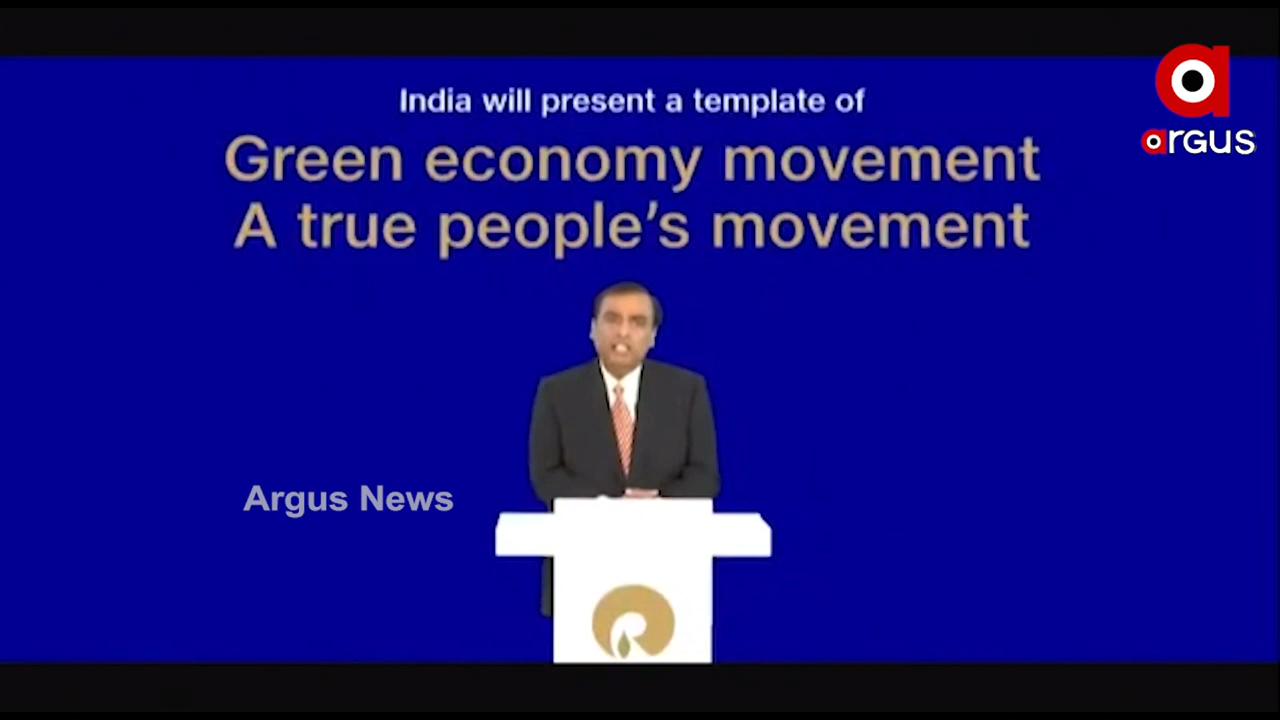 India will present a template of
Green economy movement
A true people's movement
argus
Argus News